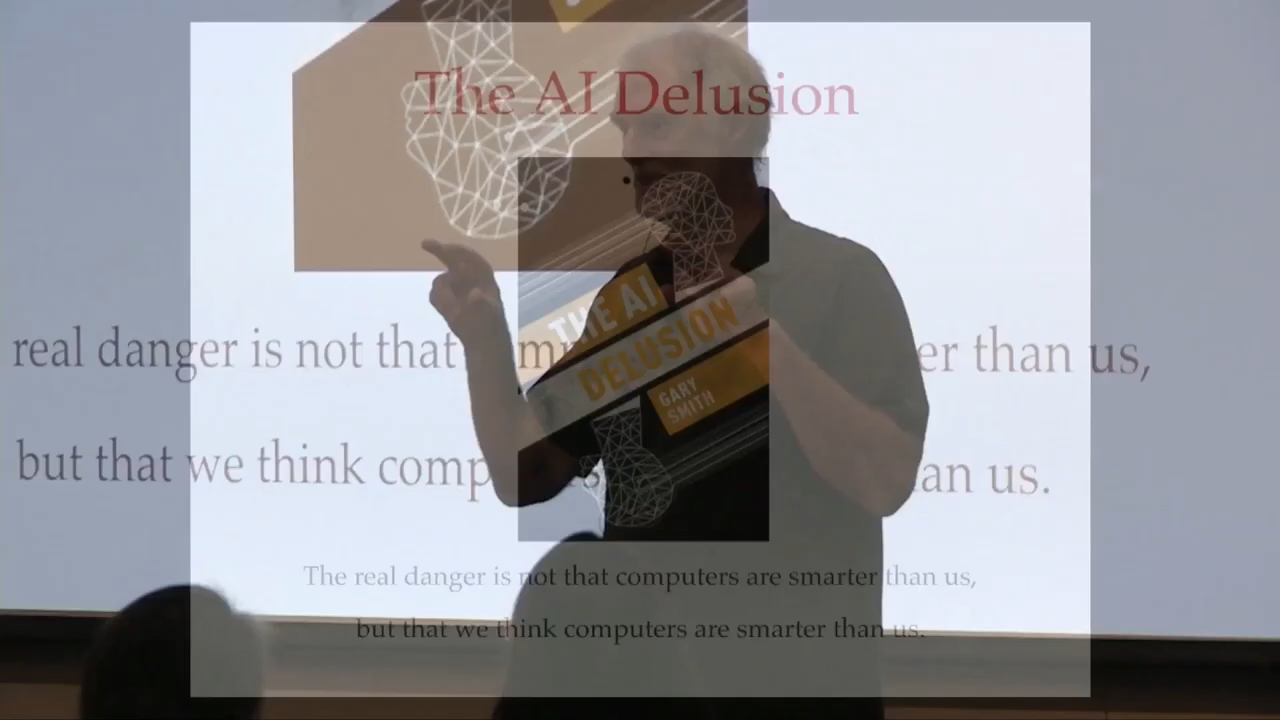 The AI Delusion
THE AI
DELUSION
GARY
SMITH
real danger is not that
er than us,
but that we think comp
an us.
The real danger is not that computers are smarter than us,
but that we think computers are smarter than us.